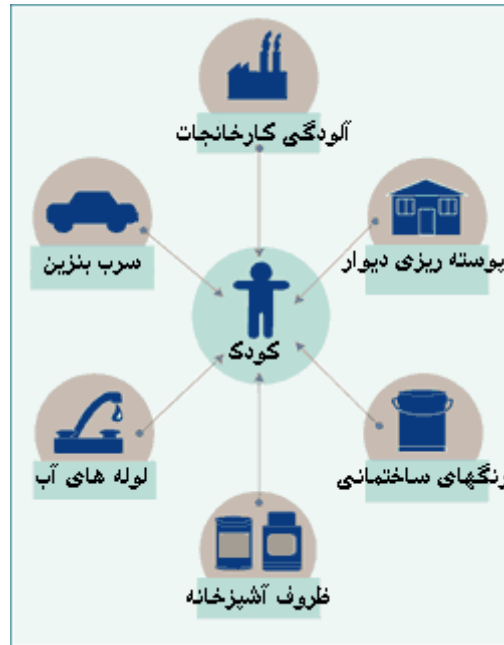 آلودگی کارخانجات
پوسته ریزی دیوار
سرب بنزین
کودک
رنگهای ساختمانی
لوله های آب
ظروف آشپزخانه